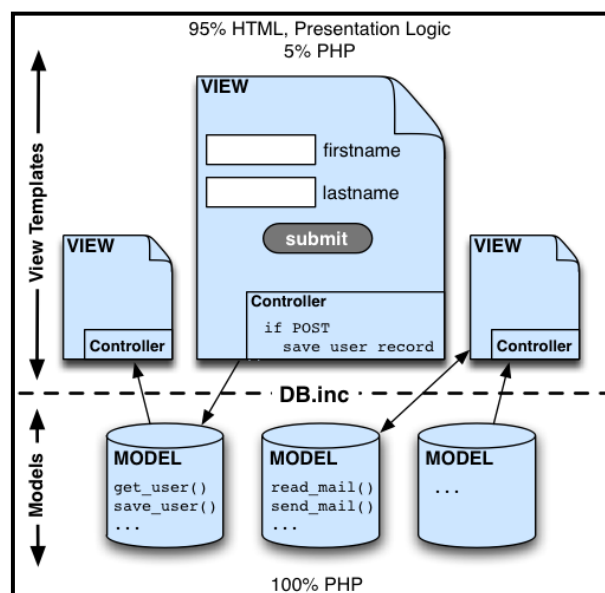 95% HTML, Presentation Logic
5% PHP
View Templates
VIEW
firstname
lastname
submit
Controller
if POST
save user record
VIEW
Controller
VIEW
Controller
DB.inc
Models
MODEL
get_user()
save_user()
...
MODEL
read_mail()
send_mail()
...
MODEL
...
100% PHP